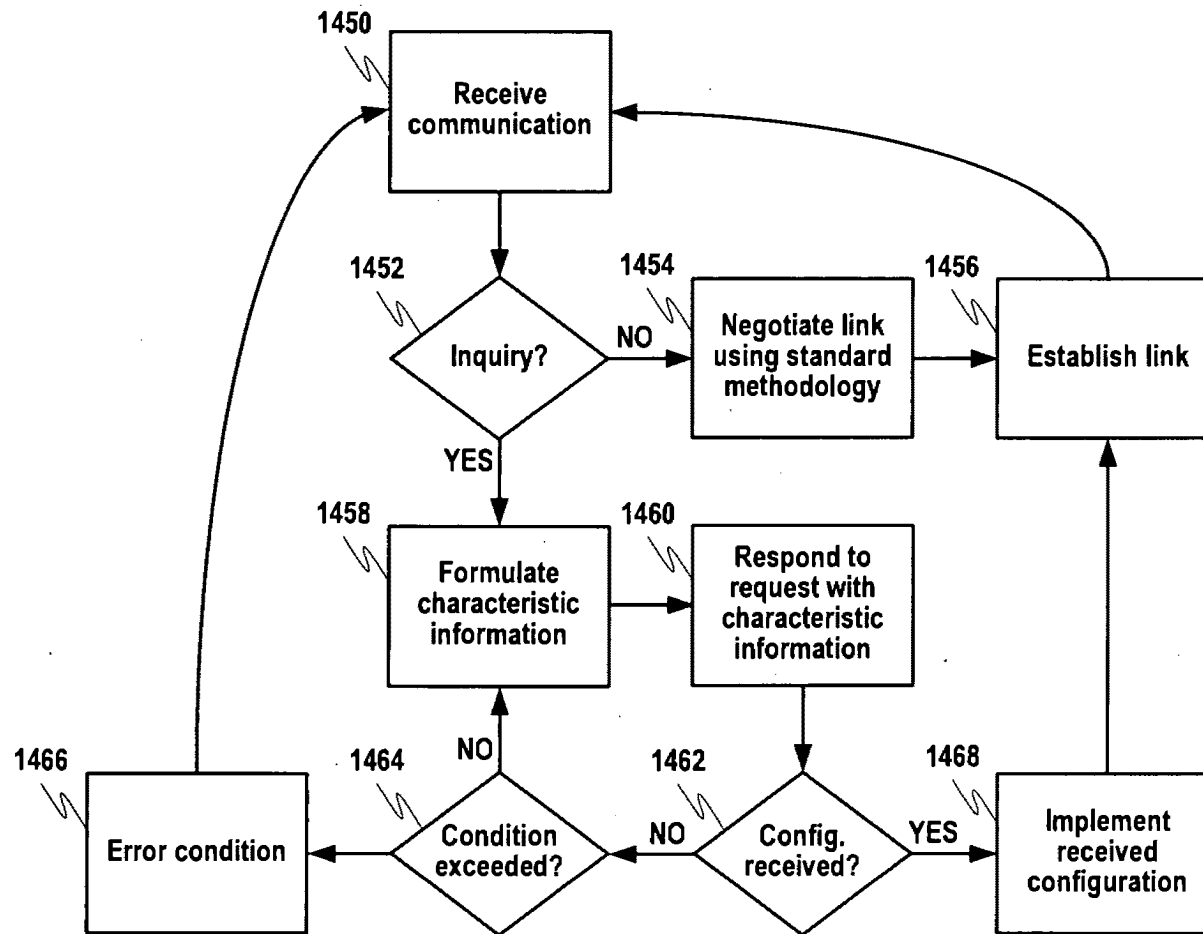 1450
Receive
communication
1452
Inquiry?
NO
1454
Negotiate link
using standard
methodology
1456
Establish link
YES
1458
Formulate
characteristic
information
1460
Respond to
request with
characteristic
information
1466
Error condition
1464
NO
Condition
exceeded?
NO
1462
Config.
received?
YES
1468
Implement
received
configuration